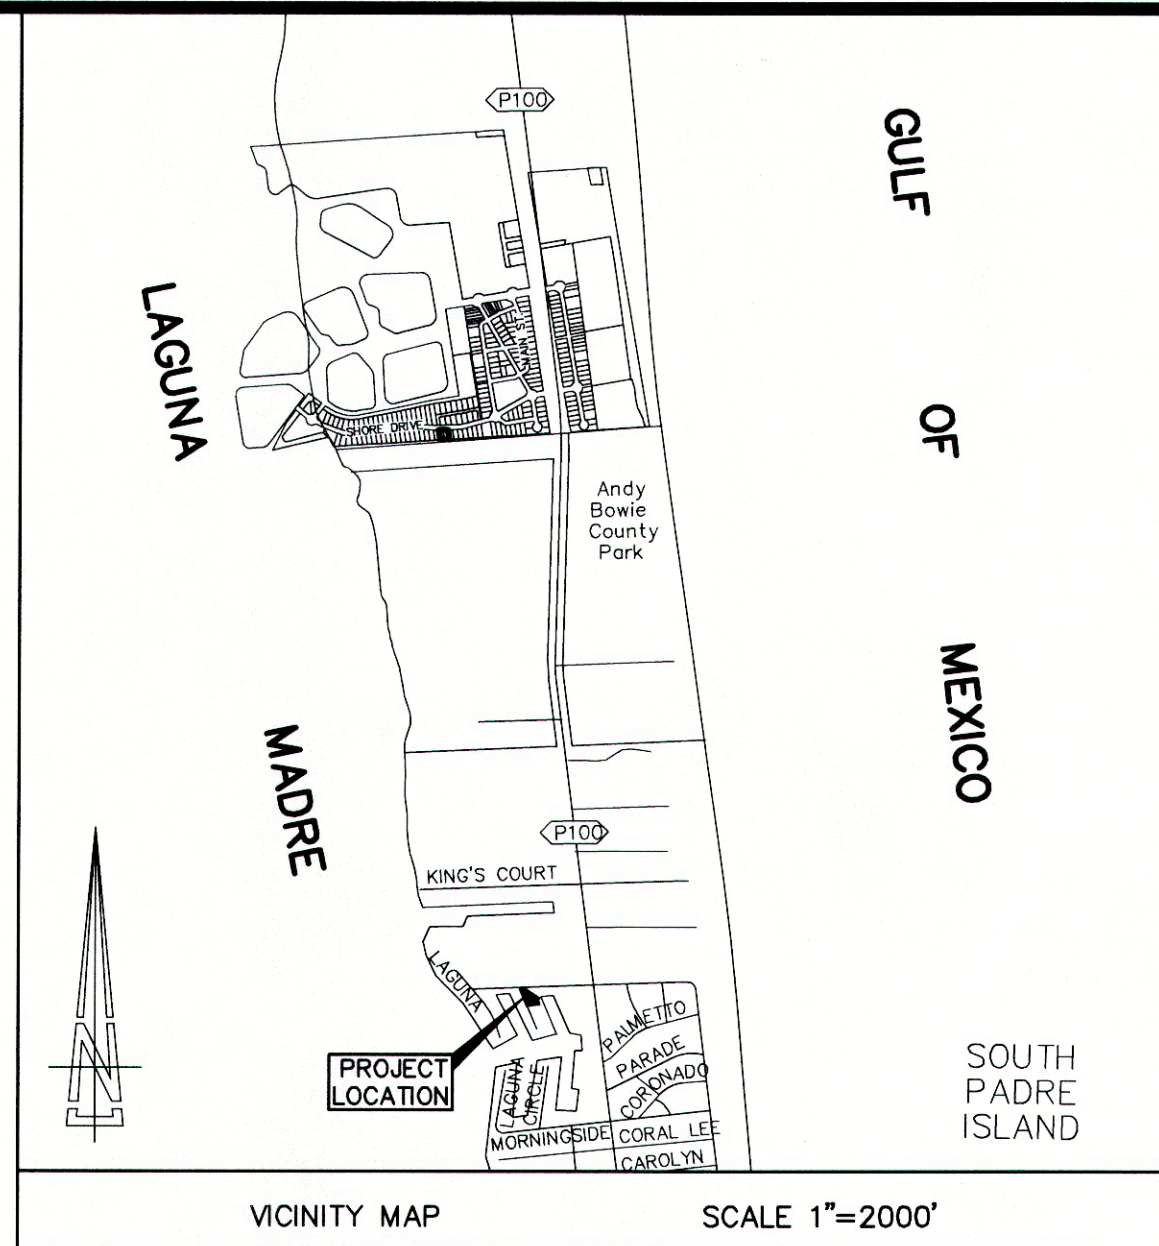 P100
GULF
OF
MEXICO
LAGUNA
MADRE
MAIN ST.
SHORE DRIVE
Andy
Bowie
County
Park
P100
KING'S COURT
LAGUNA
PROJECT
LOCATION
LAGUNA
CIRCLE
PALMETTO
PARADE
CORONADO
MORNINGSIDE
CORAL LEE
CAROLYN
N
SOUTH
PADRE
ISLAND
VICINITY MAP
SCALE 1"=2000'